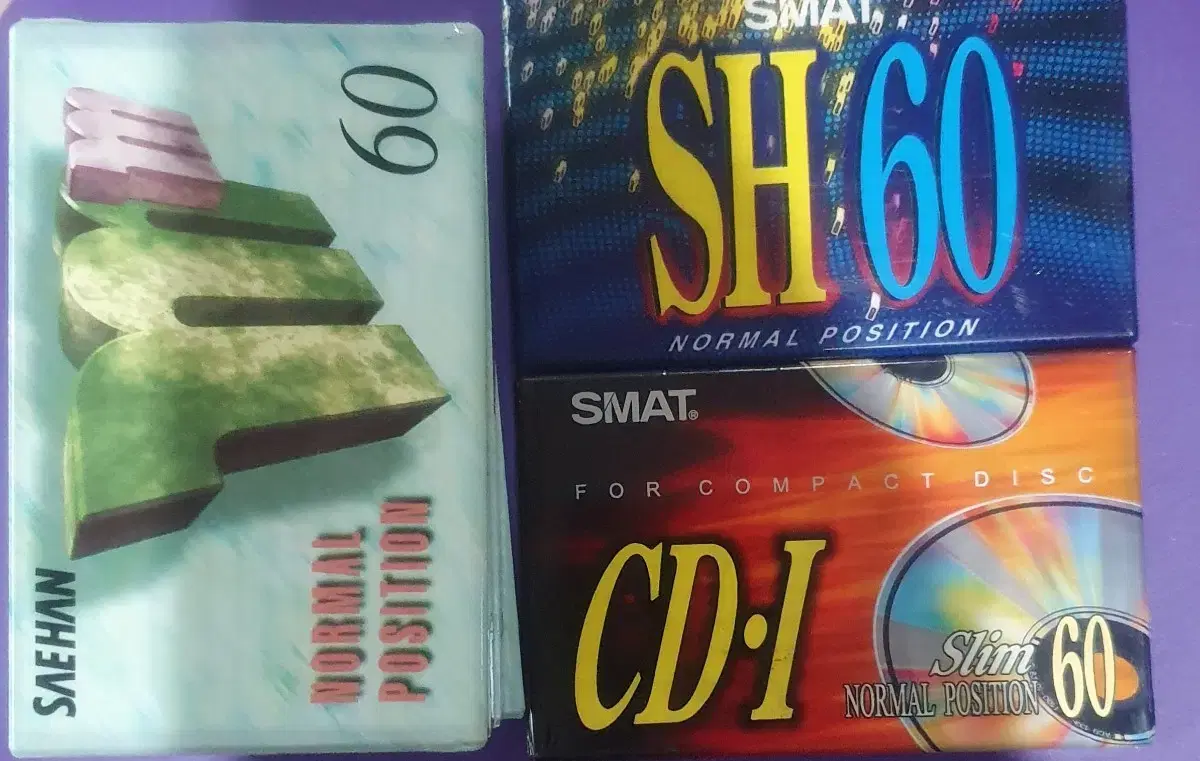 SAEHAN
NORMAL
POSITION
60
SMAT
SH 60
NORMAL POSITION
SMAT®
FOR COMPACT DISC
CD·I
Slim
NORMAL POSITION 60